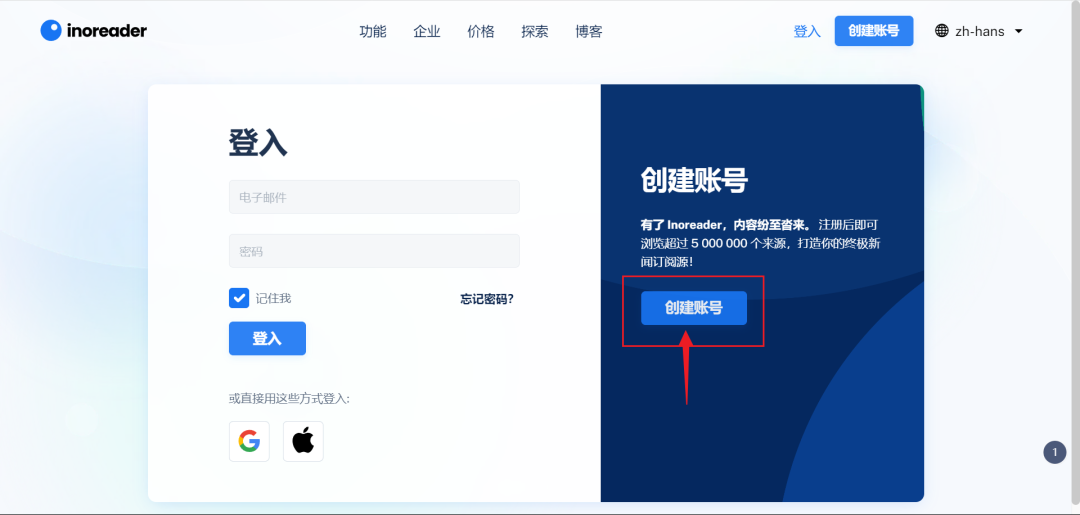 inoreader 功能 企业 价格 探索 博客 登入 创建账号 zh-hans
登入
电子邮件
密码
记住我 忘记密码?
登入
或直接用这些方式登入:
创建账号
有了 Inoreader，内容纷至沓来。 注册后即可
浏览超过 5 000 000 个来源，打造你的终极新
闻订阅源！
创建账号
1